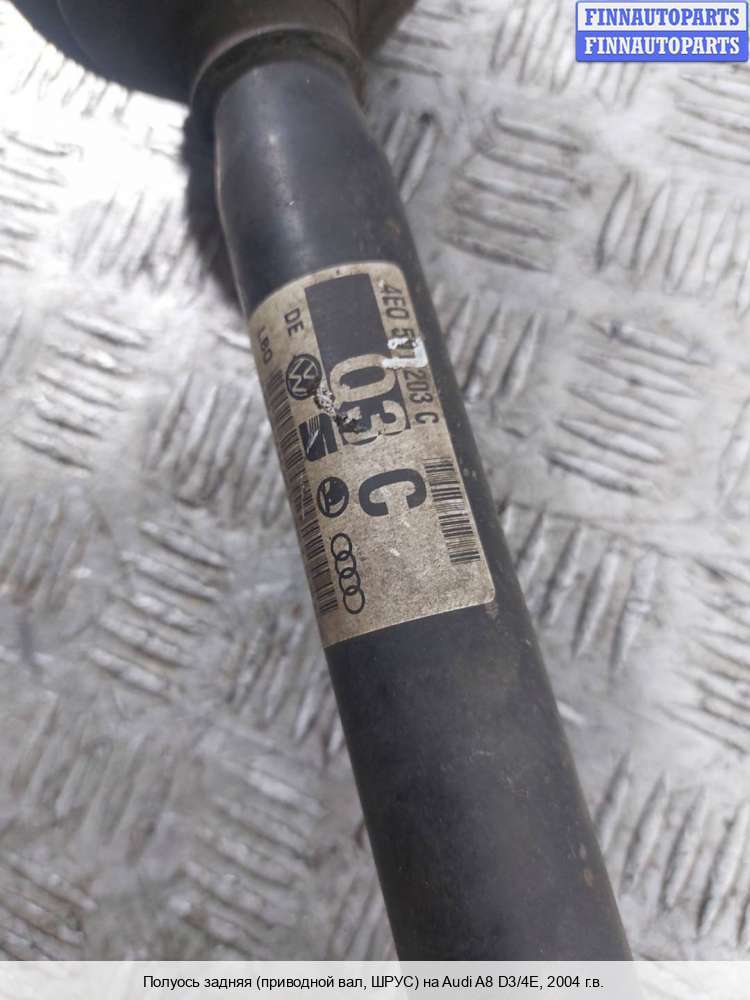 FINNAUTOPARTS
FINNAUTOPARTS
4E0 501 203 C
03
C
DE
LBO
Полуось задняя (приводной вал, ШРУС) на Audi A8 D3/4E, 2004 г.в.